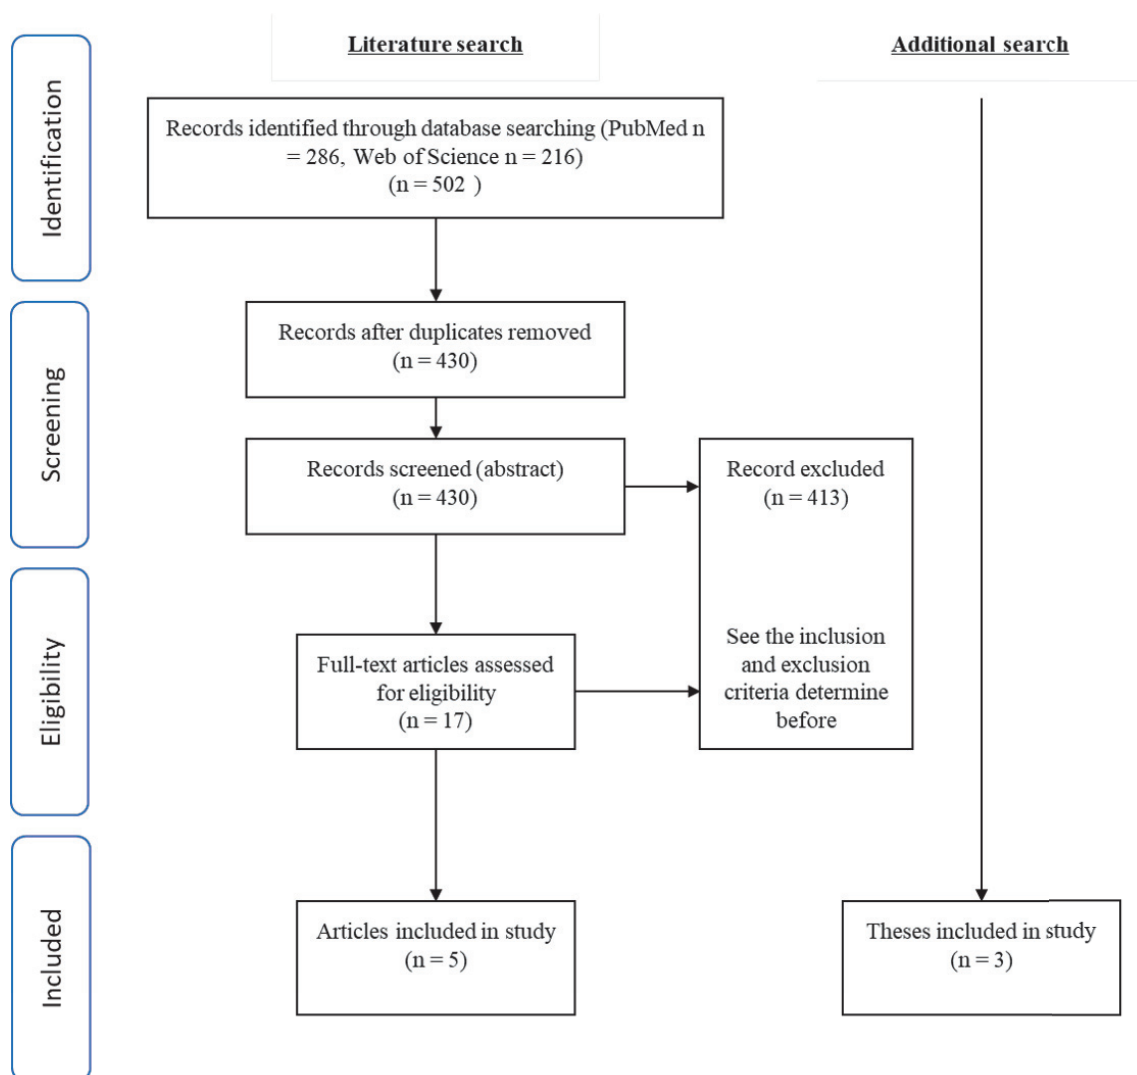 Literature search
Additional search
Identification
Records identified through database searching (PubMed n
= 286, Web of Science n = 216)
(n = 502 )
Screening
Records after duplicates removed
(n = 430)
Records screened (abstract)
(n = 430)
Record excluded
(n = 413)
See the inclusion
and exclusion
criteria determine
before
Eligibility
Full-text articles assessed
for eligibility
(n = 17)
Included
Articles included in study
(n = 5)
Theses included in study
(n = 3)